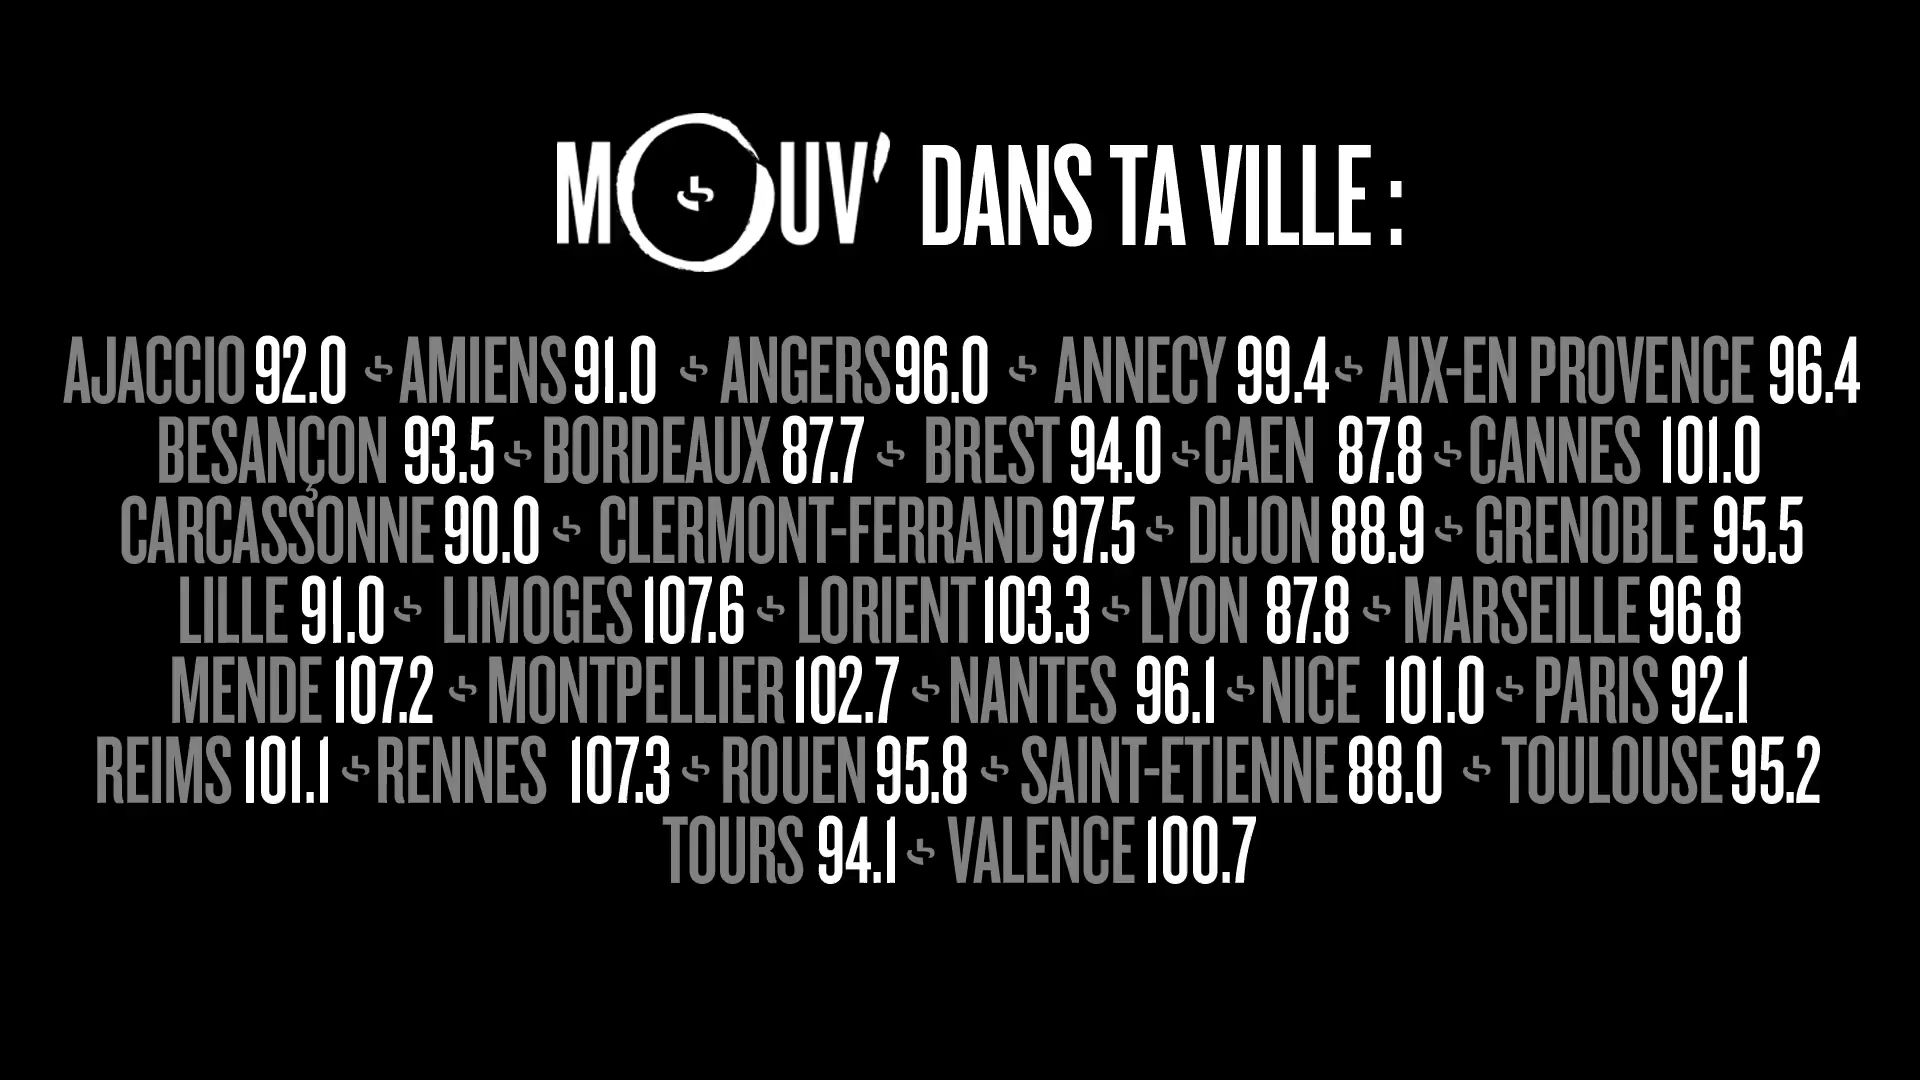 MOUV' DANS TA VILLE :
AJACCIO 92.0 AMIENS 91.0 ANGERS 96.0 ANNECY 99.4 AIX-EN PROVENCE 96.4
BESANÇON 93.5 BORDEAUX 87.7 BREST 94.0 CAEN 87.8 CANNES 101.0
CARCASSONNE 90.0 CLERMONT-FERRAND 97.5 DIJON 88.9 GRENOBLE 95.5
LILLE 91.0 LIMOGES 107.6 LORIENT 103.3 LYON 87.8 MARSEILLE 96.8
MENDE 107.2 MONTPELLIER 102.7 NANTES 96.1 NICE 101.0 PARIS 92.1
REIMS 101.1 RENNES 107.3 ROUEN 95.8 SAINT-ETIENNE 88.0 TOULOUSE 95.2
TOURS 94.1 VALENCE 100.7